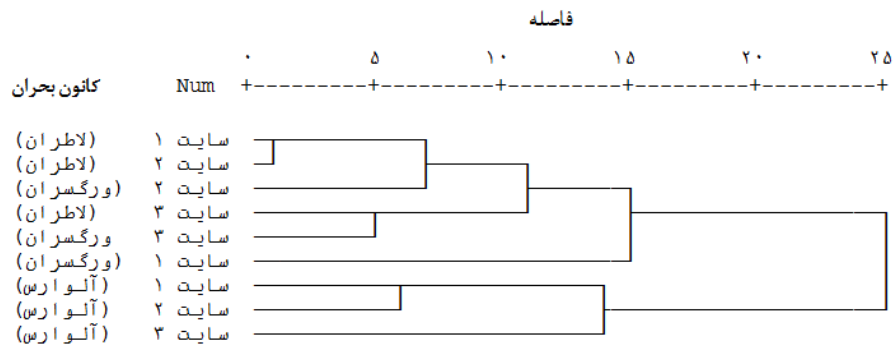 فاصله
۰ ۵ ۱۰ ۱۵ ۲۰ ۲۵
کانون بحران Num +---------+---------+---------+---------+---------+
(لاطران) سایت ۱
(لاطران) سایت ۲
(ورگسران) سایت ۲
(لاطران) سایت ۳
(ورگسران سایت ۳
(ورگسران) سایت ۱
(آلوارس) سایت ۱
(آلوارس) سایت ۲
(آلوارس) سایت ۳